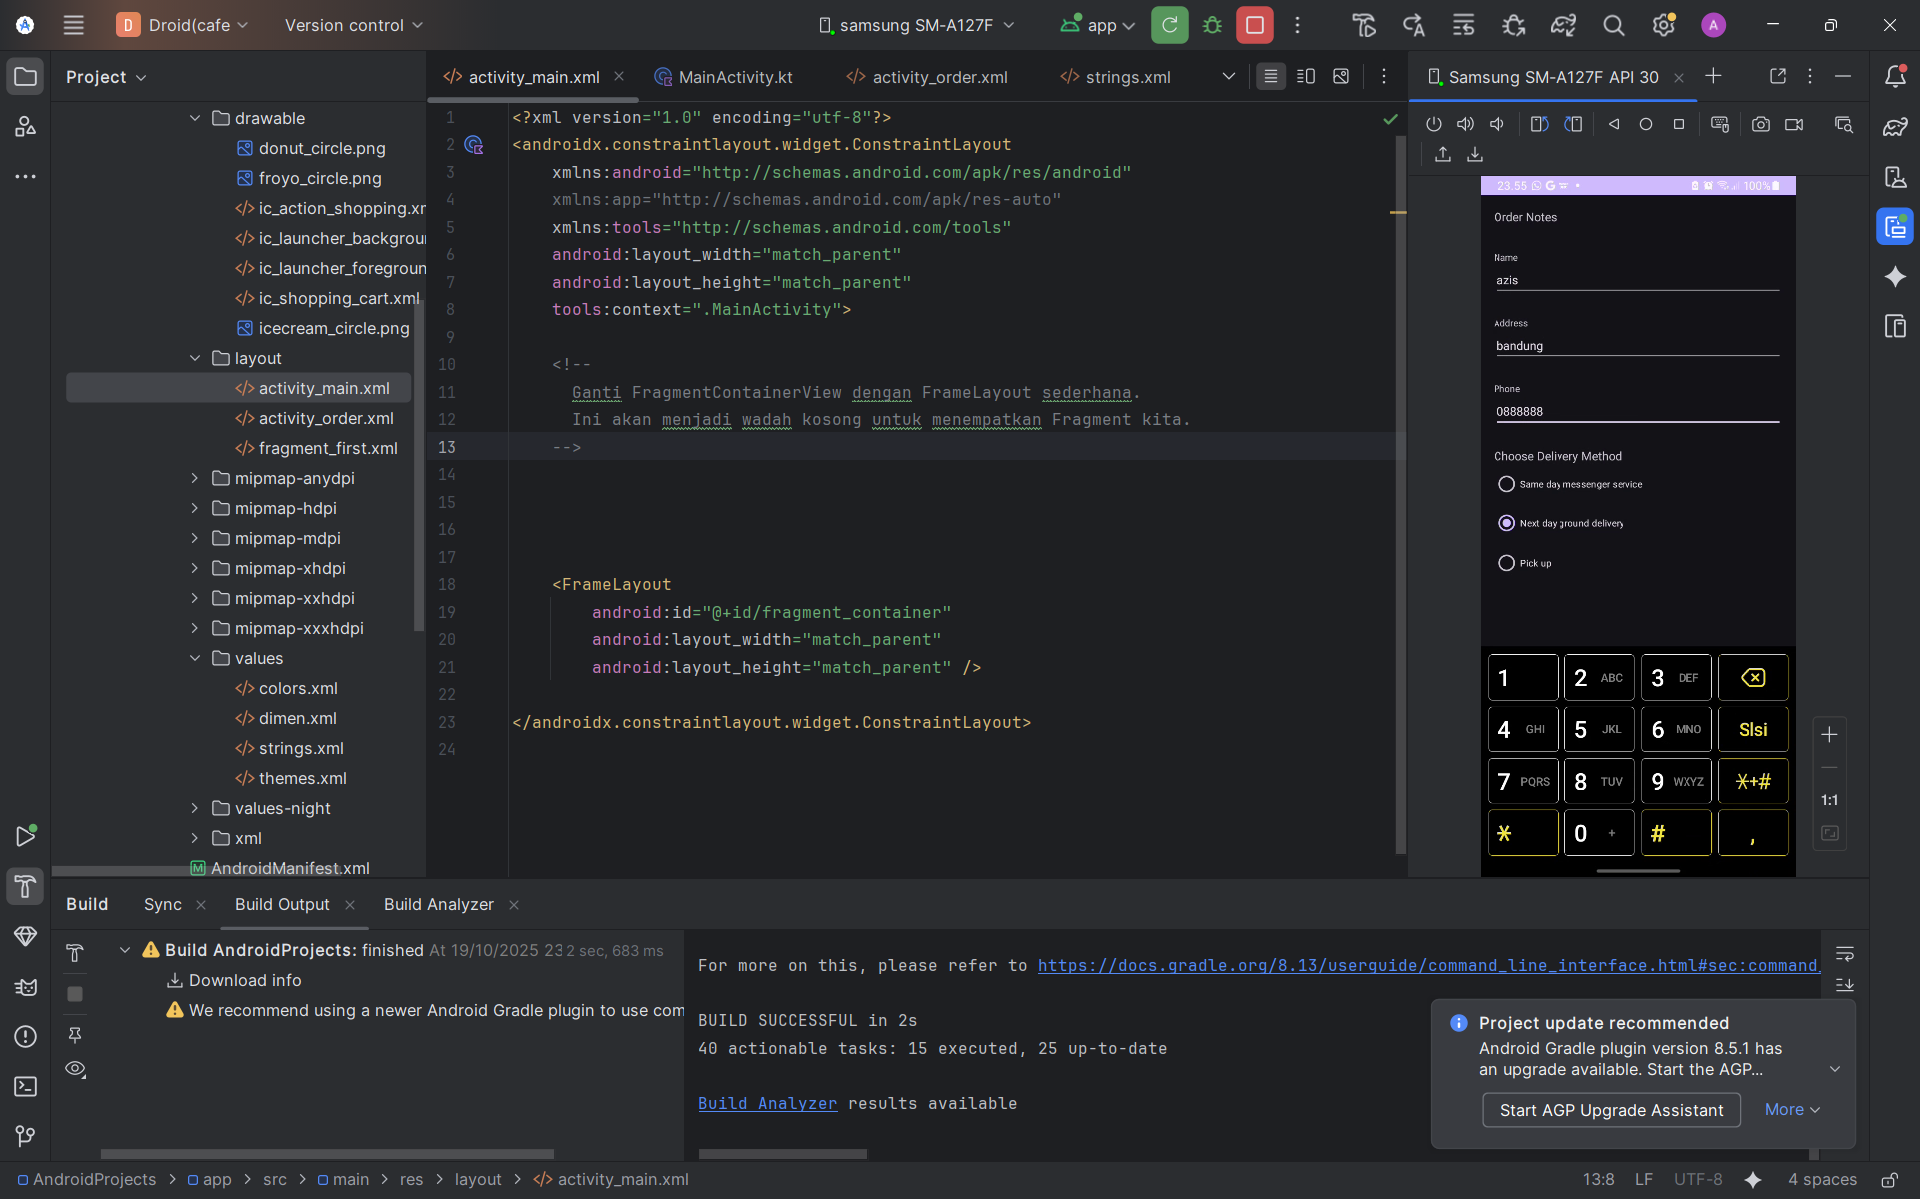 D Droid(cafe
Version control
samsung SM-A127F
app
A
Project
activity_main.xml
MainActivity.kt
activity_order.xml
strings.xml
Samsung SM-A127F API 30
drawable
donut_circle.png
froyo_circle.png
ic_action_shopping.xr
ic_launcher_backgrour
ic_launcher_foregroun
ic_shopping_cart.xml
icecream_circle.png
layout
activity_main.xml
activity_order.xml
fragment_first.xml
mipmap-anydpi
mipmap-hdpi
mipmap-mdpi
mipmap-xhdpi
mipmap-xxhdpi
mipmap-xxxhdpi
values
colors.xml
dimen.xml
strings.xml
themes.xml
values-night
xml
AndroidManifest.xml
1 <?xml version="1.0" encoding="utf-8"?>
2 <androidx.constraintlayout.widget.ConstraintLayout
3 xmlns:android="http://schemas.android.com/apk/res/android"
4 xmlns:app="http://schemas.android.com/apk/res-auto"
5 xmlns:tools="http://schemas.android.com/tools"
6 android:layout_width="match_parent"
7 android:layout_height="match_parent"
8 tools:context=".MainActivity">
9
10 <!--
11 Ganti FragmentContainerView dengan FrameLayout sederhana.
12 Ini akan menjadi wadah kosong untuk menempatkan Fragment kita.
13 -->
14
15
16
17
18 <FrameLayout
19 android:id="@+id/fragment_container"
20 android:layout_width="match_parent"
21 android:layout_height="match_parent" />
22
23 </androidx.constraintlayout.widget.ConstraintLayout>
24
23.55
100%
Order Notes
Name
azis
Address
bandung
Phone
0888888
Choose Delivery Method
Same day messenger service
Next day ground delivery
Pick up
1 2 ABC 3 DEF
4 GHI 5 JKL 6 MNO Slsi
7 PQRS 8 TUV 9 WXYZ *+#
* 0 + # ,
1:1
Build
Sync
Build Output
Build Analyzer
Build AndroidProjects: finished At 19/10/2025 23 2 sec, 683 ms
Download info
We recommend using a newer Android Gradle plugin to use com
For more on this, please refer to https://docs.gradle.org/8.13/userguide/command_line_interface.html#sec:command_
BUILD SUCCESSFUL in 2s
40 actionable tasks: 15 executed, 25 up-to-date
Build Analyzer results available
Project update recommended
Android Gradle plugin version 8.5.1 has
an upgrade available. Start the AGP...
Start AGP Upgrade Assistant
More
AndroidProjects > app > src > main > res > layout > activity_main.xml
13:8 LF UTF-8 4 spaces